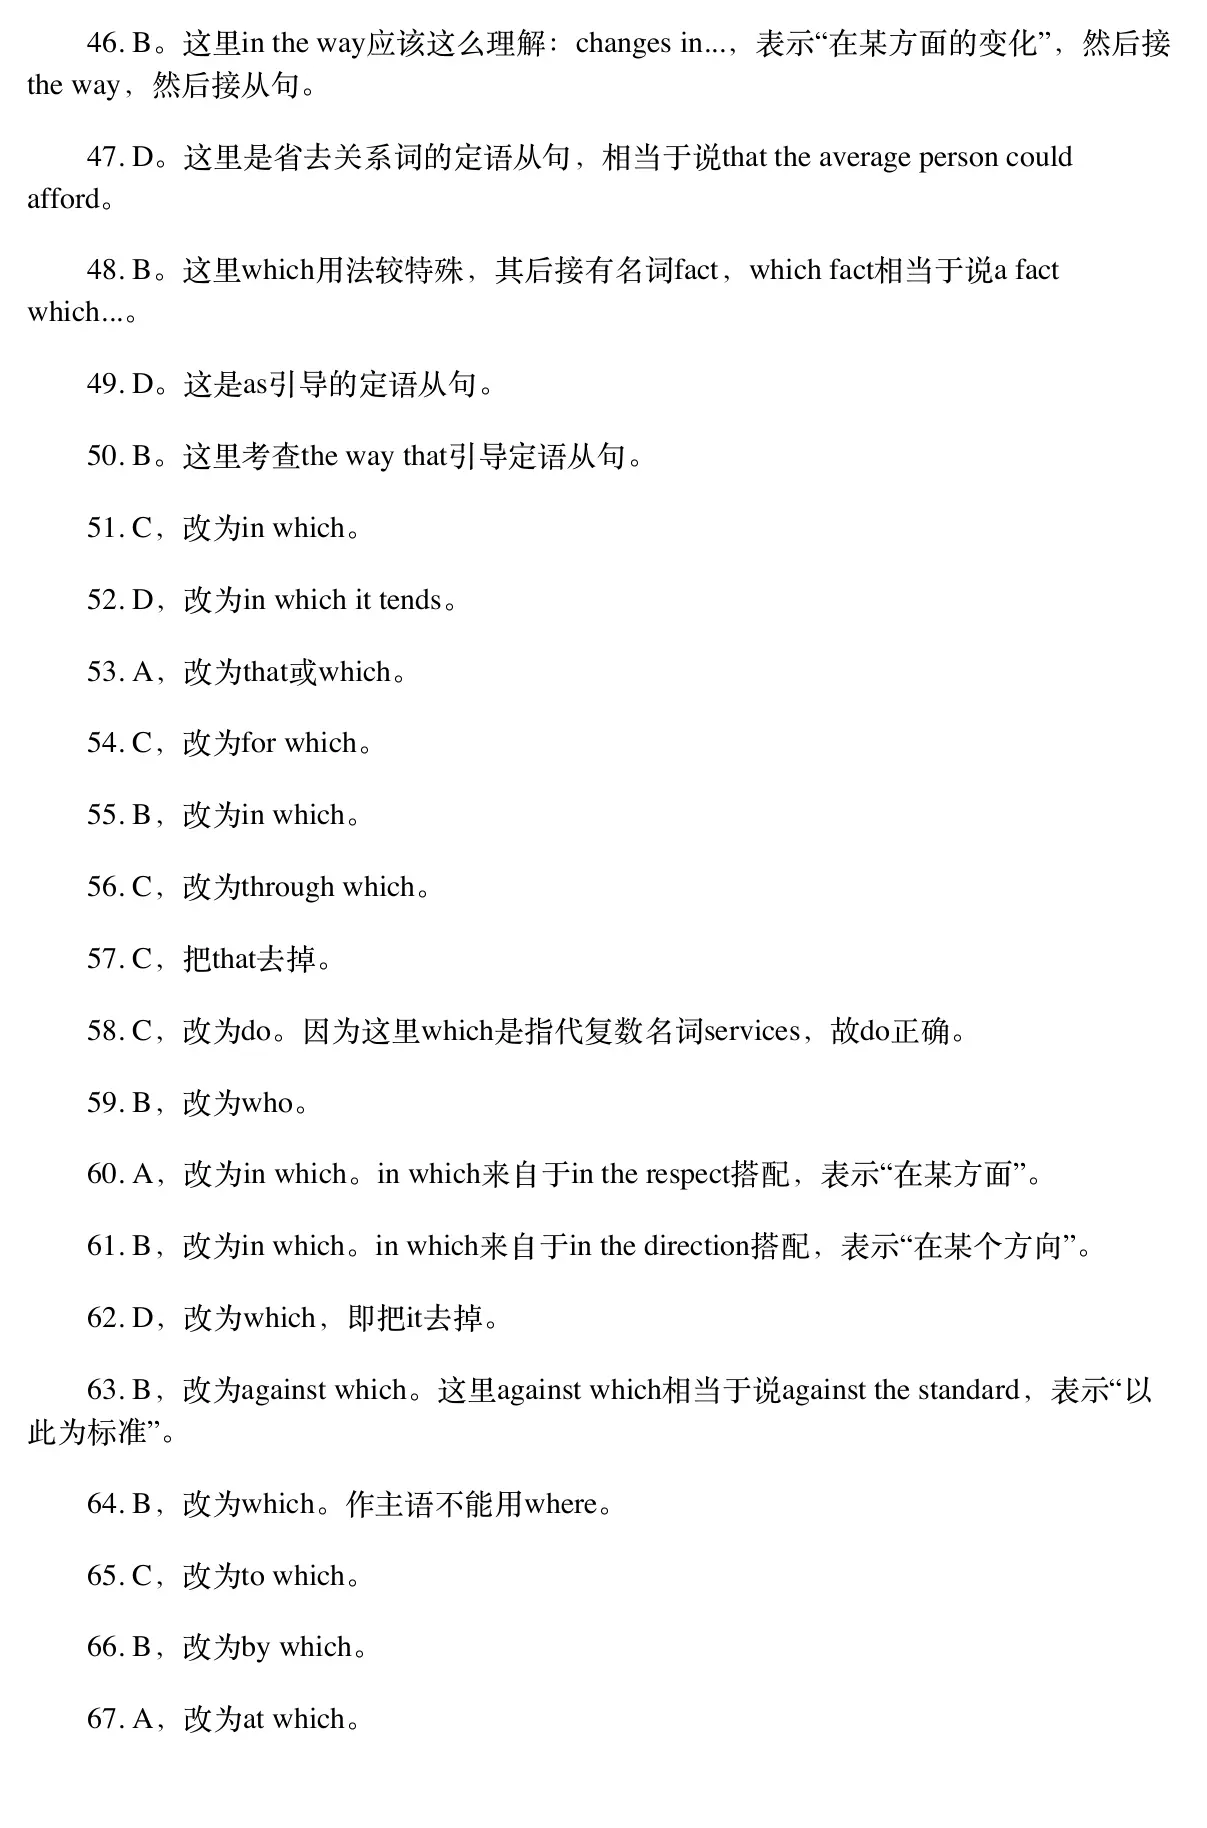 46. B。这里in the way应该这么理解：changes in...，表示“在某方面的变化”，然后接
the way，然后接从句。
47. D。这里是省去关系词的定语从句，相当于说that the average person could
afford。
48. B。这里which用法较特殊，其后接有名词fact，which fact相当于说a fact
which...。
49. D。这是as引导的定语从句。
50. B。这里考查the way that引导定语从句。
51. C，改为in which。
52. D，改为in which it tends。
53. A，改为that或which。
54. C，改为for which。
55. B，改为in which。
56. C，改为through which。
57. C，把that去掉。
58. C，改为do。因为这里which是指代复数名词services，故do正确。
59. B，改为who。
60. A，改为in which。in which来自于in the respect搭配，表示“在某方面”。
61. B，改为in which。in which来自于in the direction搭配，表示“在某个方向”。
62. D，改为which，即把it去掉。
63. B，改为against which。这里against which相当于说against the standard，表示“以
此为标准”。
64. B，改为which。作主语不能用where。
65. C，改为to which。
66. B，改为by which。
67. A，改为at which。